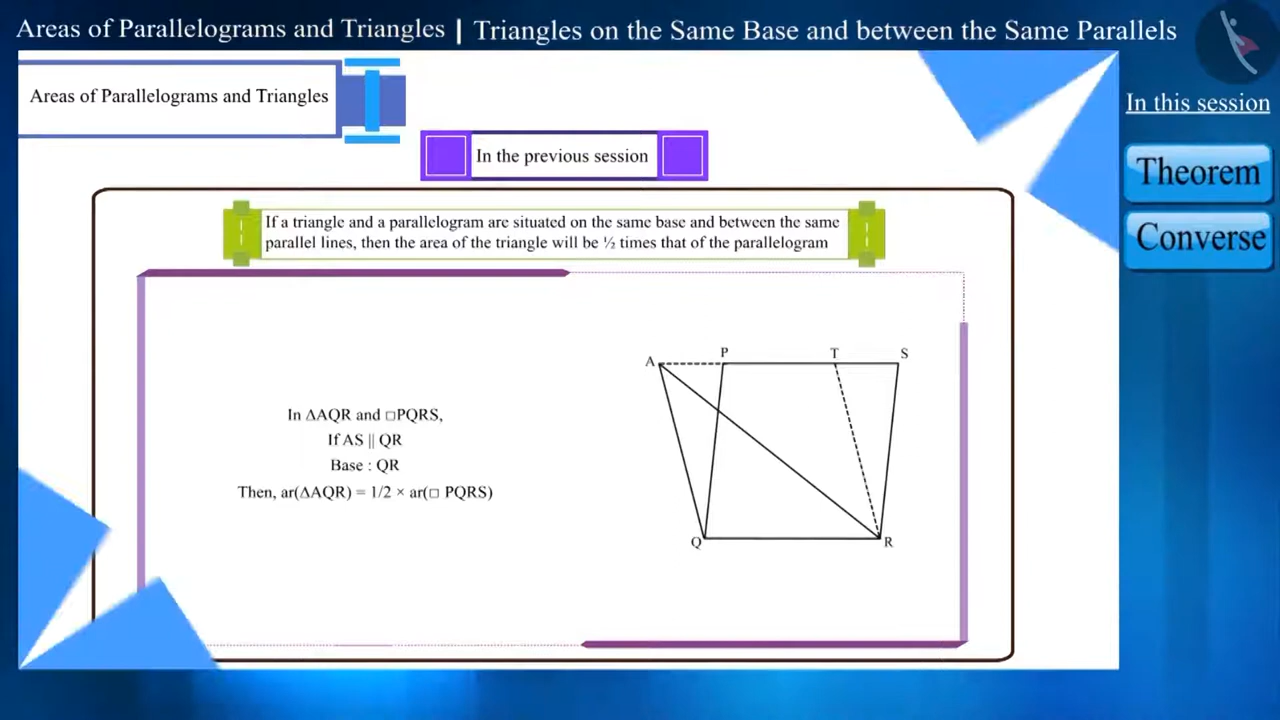 Areas of Parallelograms and Triangles | Triangles on the Same Base and between the Same Parallels
Areas of Parallelograms and Triangles
In this session
Theorem
Converse
In the previous session
If a triangle and a parallelogram are situated on the same base and between the same
parallel lines, then the area of the triangle will be ½ times that of the parallelogram
In ΔAQR and □PQRS,
If AS || QR
Base : QR
Then, ar(ΔAQR) = 1/2 × ar(□ PQRS)
A P T S
Q R